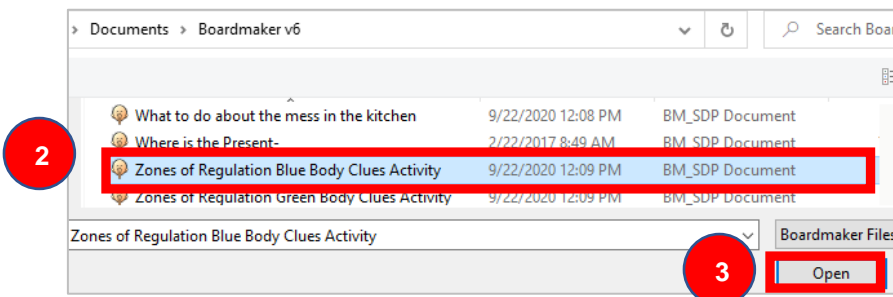 › Documents › Boardmaker v6 Search Boar
What to do about the mess in the kitchen 9/22/2020 12:08 PM BM_SDP Document
Where is the Present- 2/22/2017 8:49 AM BM_SDP Document
2
Zones of Regulation Blue Body Clues Activity 9/22/2020 12:09 PM BM_SDP Document
Zones of Regulation Green Body Clues Activity 9/22/2020 12:09 PM BM_SDP Document
Zones of Regulation Blue Body Clues Activity Boardmaker Files
3 Open